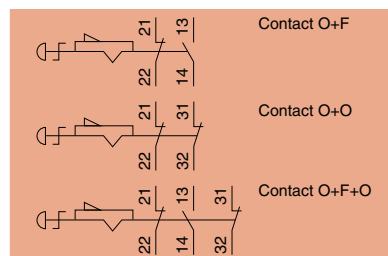 21 13 Contact O+F
22 14
21 31 Contact O+O
22 32
21 13 31 Contact O+F+O
22 14 32